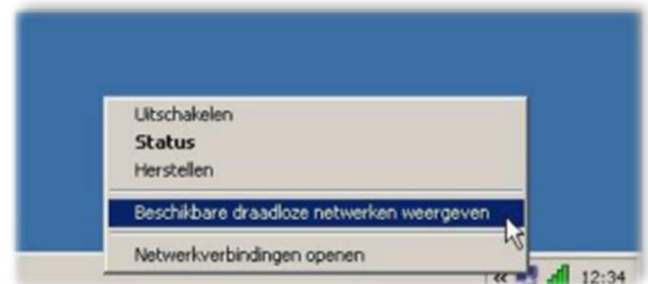 Uitschakelen
Status
Herstellen
Beschikbare draadloze netwerken weergeven
Netwerkverbindingen openen
« 12:34